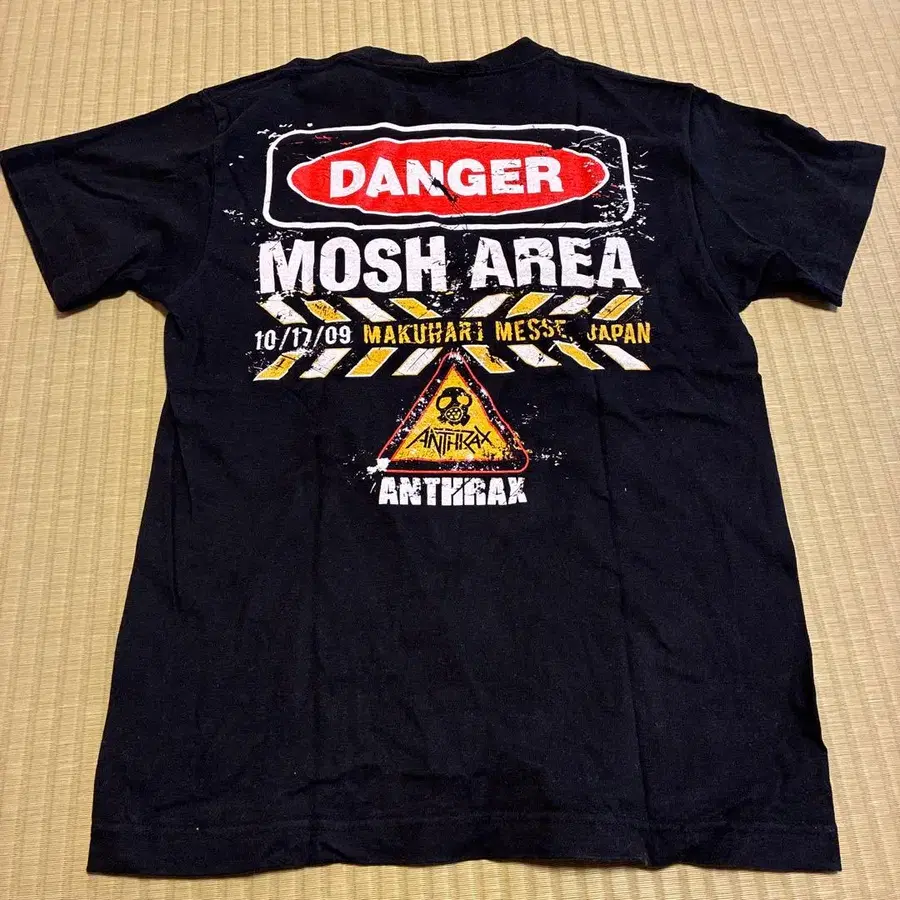 DANGER
MOSH AREA
10/17/09 MAKUHARI MESSE, JAPAN
ANTHRAX
ANTHRAX